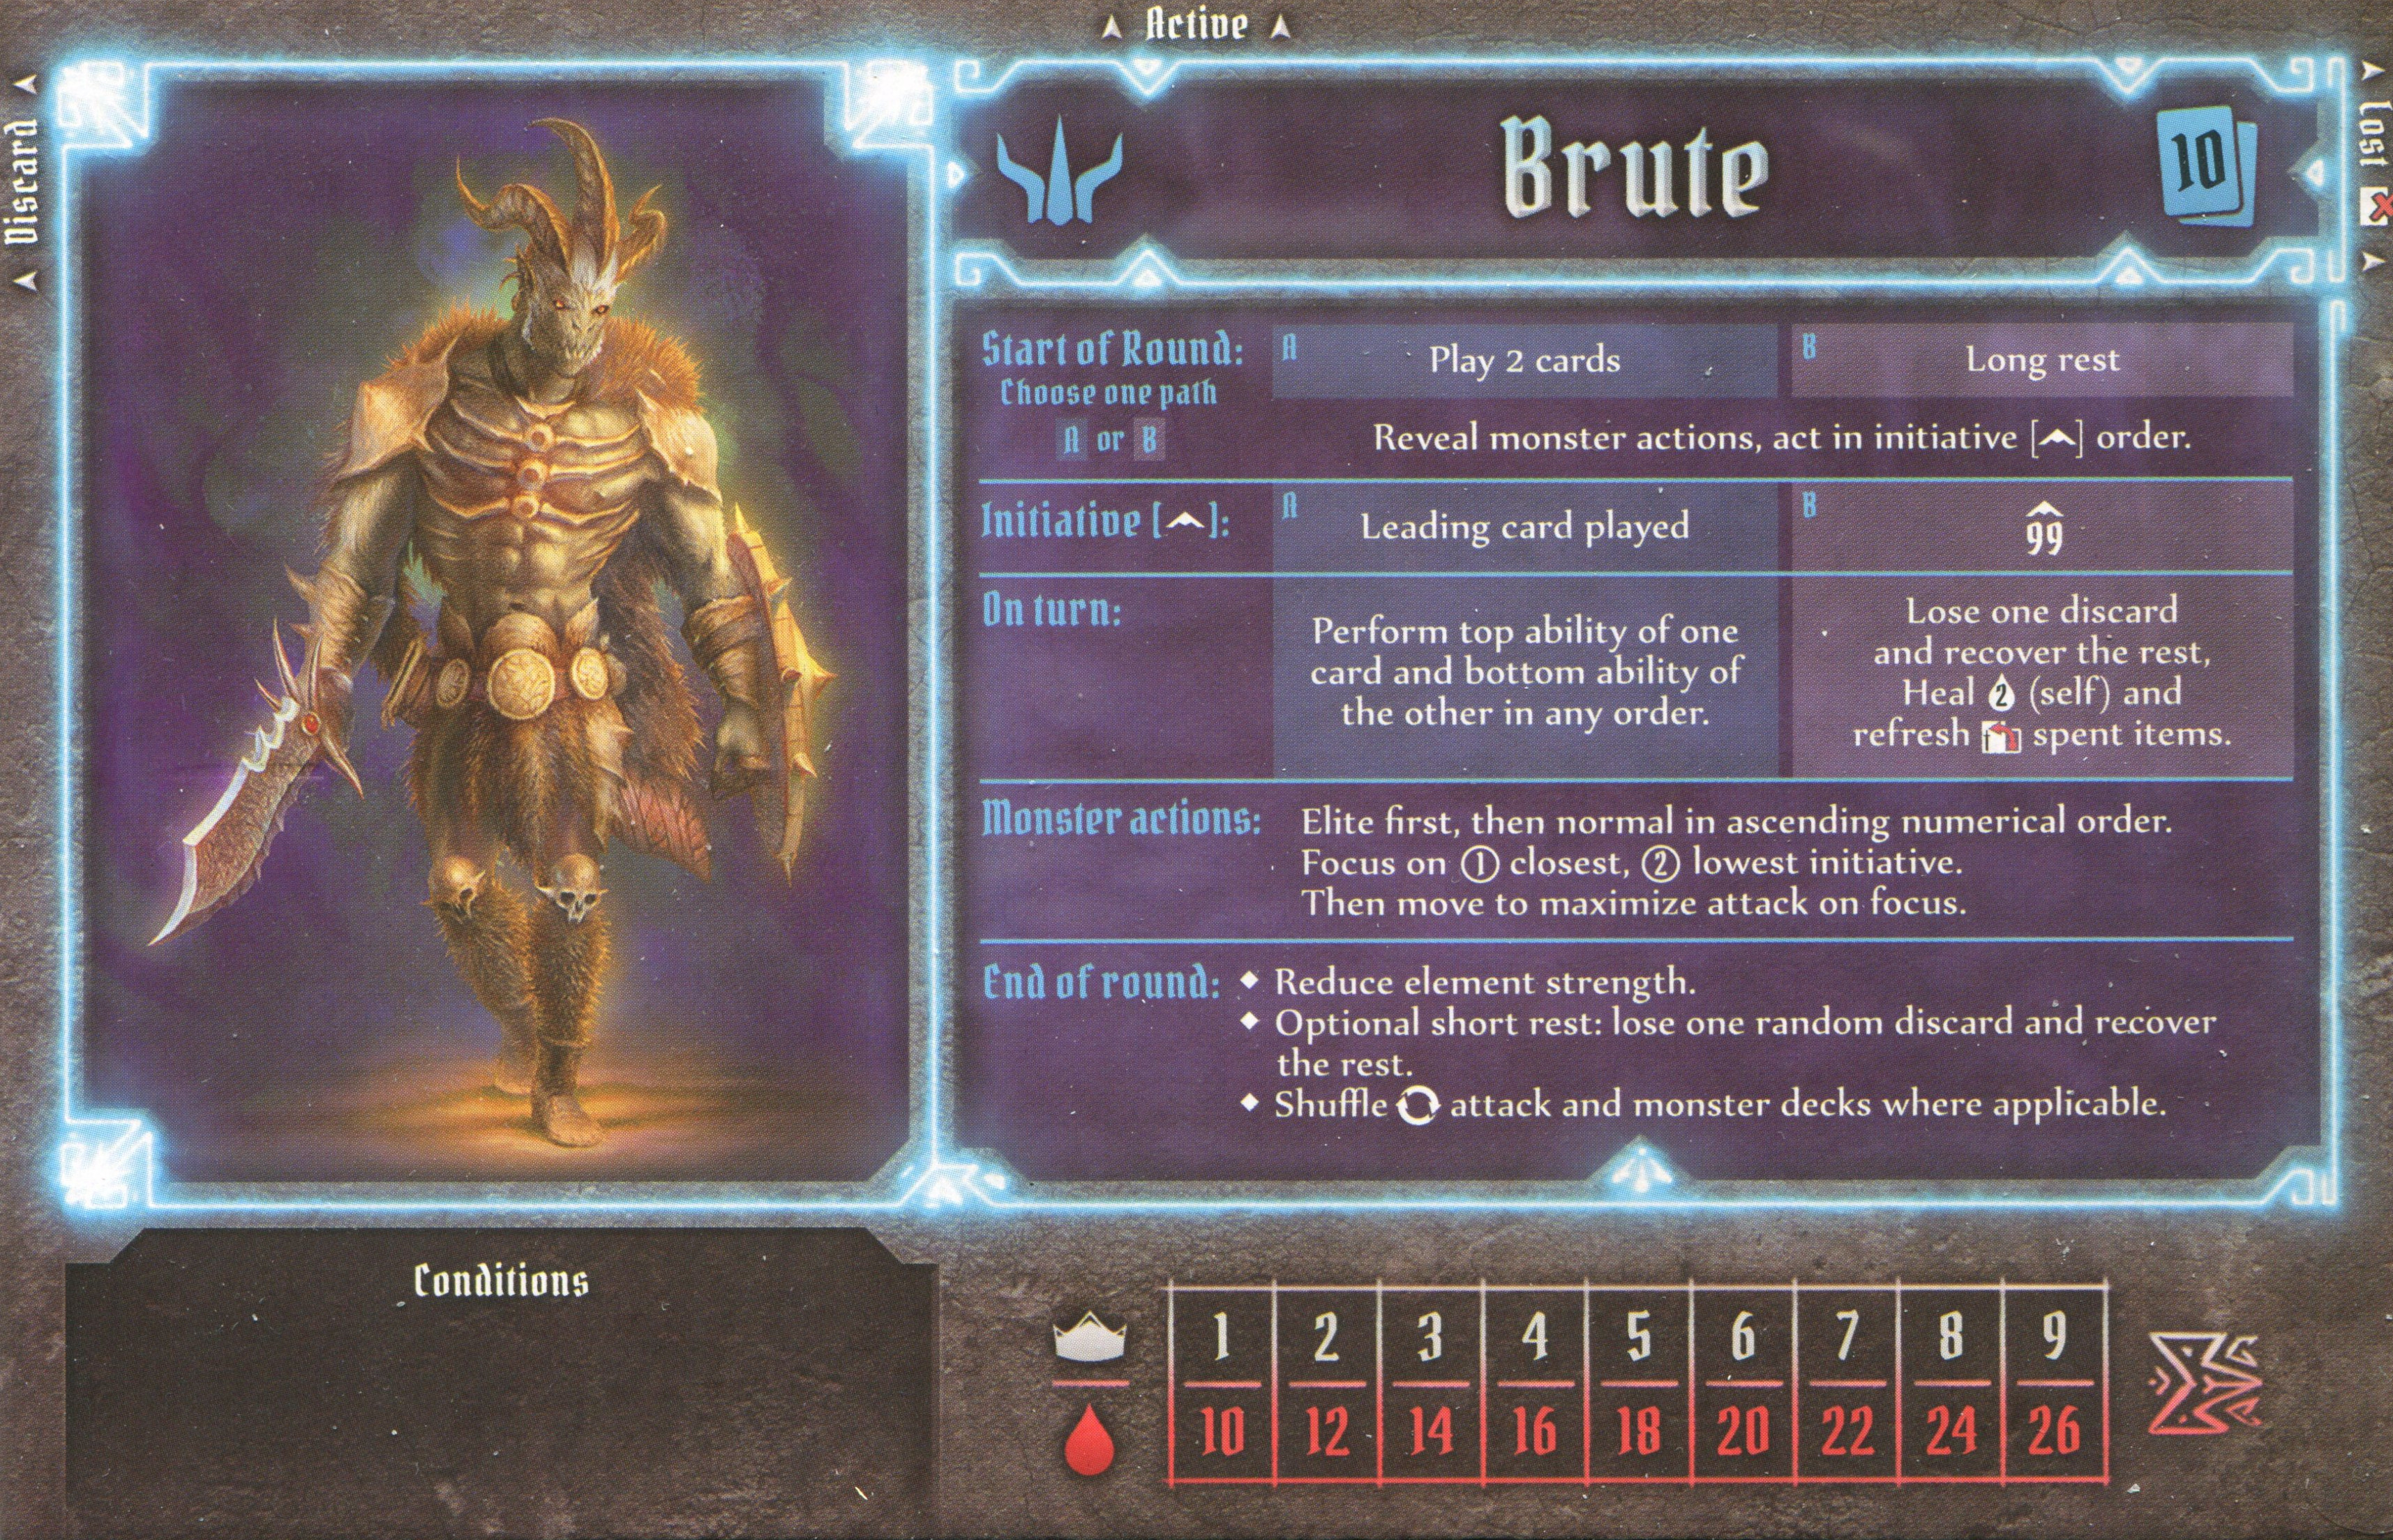 Active
Discard
Lost
Brute
10
Start of Round:
Choose one path
A or B
A
Play 2 cards
B
Long rest
Reveal monster actions, act in initiative [ ] order.
Initiative [ ]:
A
Leading card played
B
99
On turn:
Perform top ability of one
card and bottom ability of
the other in any order.
Lose one discard
and recover the rest,
Heal 2 (self) and
refresh spent items.
Monster actions:
Elite first, then normal in ascending numerical order.
Focus on ① closest, ② lowest initiative.
Then move to maximize attack on focus.
End of round:
◆ Reduce element strength.
◆ Optional short rest: lose one random discard and recover
the rest.
◆ Shuffle attack and monster decks where applicable.
Conditions
1 2 3 4 5 6 7 8 9
10 12 14 16 18 20 22 24 26